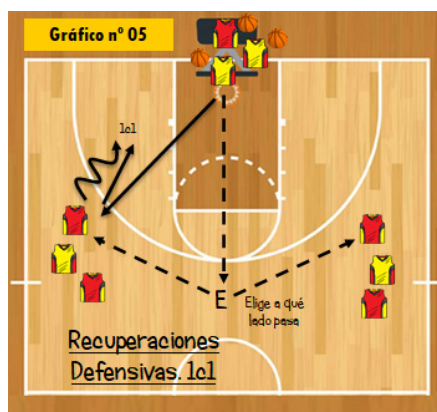 Gráfico nº 05
1c1
E
Elige a qué
lado pasa
Recuperaciones
Defensivas. 1c1